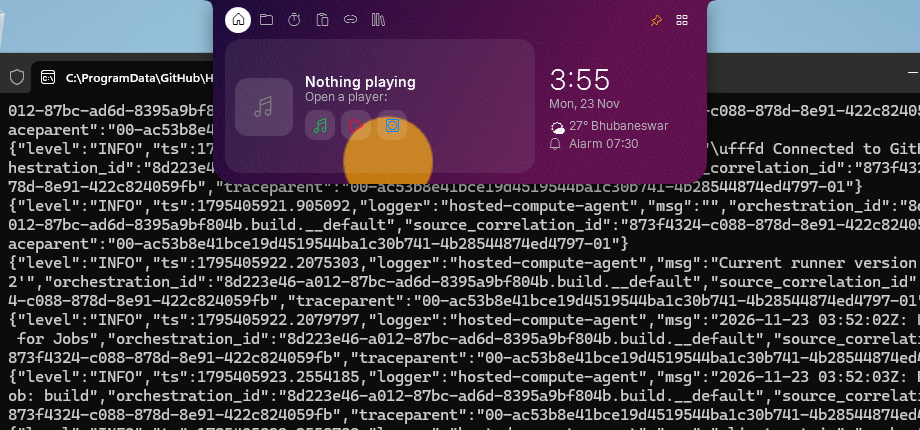 Nothing playing
Open a player:
3:55
Mon, 23 Nov
27° Bhubaneswar
Alarm 07:30
C:\ProgramData\GitHub\H
012-87bc-ad6d-8395a9bf8 -c088-878d-8e91-422c824059
aceparent":"00-ac53b8e4
{"level":"INFO","ts":17 \ufffd Connected to GitH
hestration_id":"8d223e4 _correlation_id":"873f4324
78d-8e91-422c824059fb","traceparent":"00-ac53b8e41bce19d4519544ba1c30b741-4b28544874ed4797-01"}
{"level":"INFO","ts":1795405921.905092,"logger":"hosted-compute-agent","msg":"","orchestration_id":"8d
012-87bc-ad6d-8395a9bf804b.build.__default","source_correlation_id":"873f4324-c088-878d-8e91-422c82405
aceparent":"00-ac53b8e41bce19d4519544ba1c30b741-4b28544874ed4797-01"}
{"level":"INFO","ts":1795405922.2075303,"logger":"hosted-compute-agent","msg":"Current runner version
2'","orchestration_id":"8d223e46-a012-87bc-ad6d-8395a9bf804b.build.__default","source_correlation_id"
4-c088-878d-8e91-422c824059fb","traceparent":"00-ac53b8e41bce19d4519544ba1c30b741-4b28544874ed4797-01"
{"level":"INFO","ts":1795405922.2079797,"logger":"hosted-compute-agent","msg":"2026-11-23 03:52:02Z:
for Jobs","orchestration_id":"8d223e46-a012-87bc-ad6d-8395a9bf804b.build.__default","source_correlati
873f4324-c088-878d-8e91-422c824059fb","traceparent":"00-ac53b8e41bce19d4519544ba1c30b741-4b28544874ed4
{"level":"INFO","ts":1795405923.2554185,"logger":"hosted-compute-agent","msg":"2026-11-23 03:52:03Z:
ob: build","orchestration_id":"8d223e46-a012-87bc-ad6d-8395a9bf804b.build.__default","source_correlat
873f4324-c088-878d-8e91-422c824059fb","traceparent":"00-ac53b8e41bce19d4519544ba1c30b741-4b28544874ed4